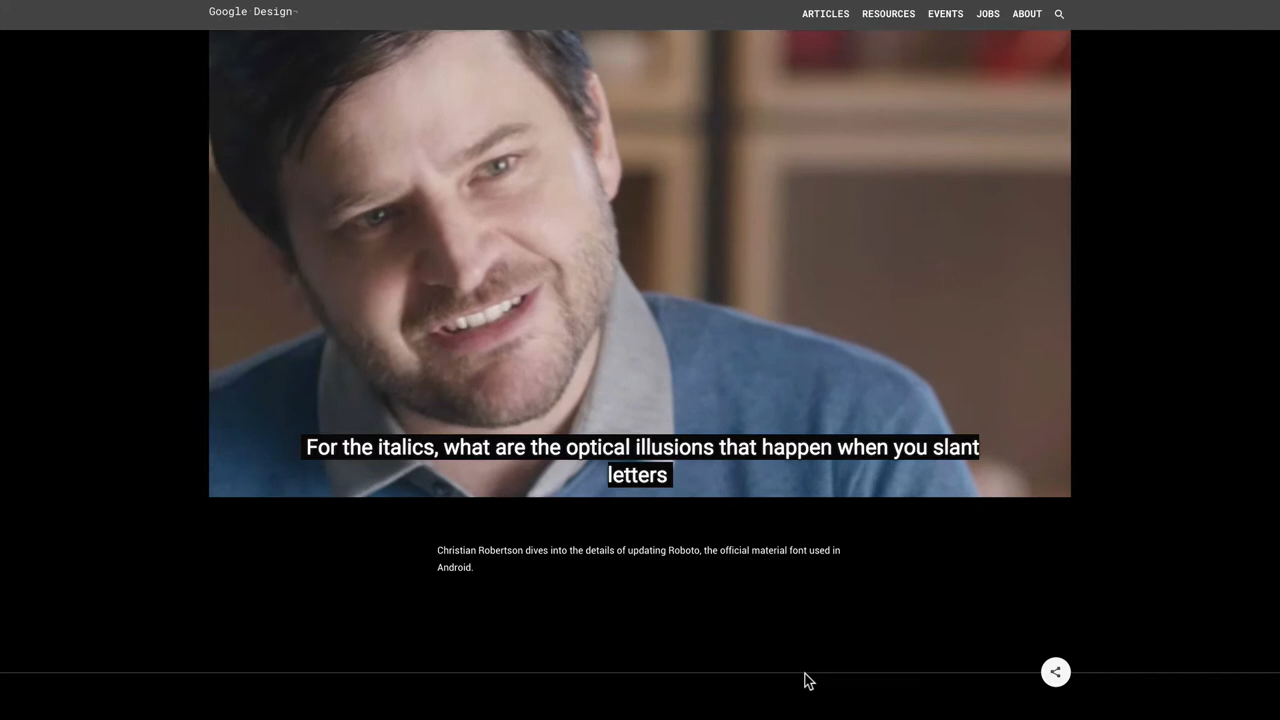 Google Design
ARTICLES RESOURCES EVENTS JOBS ABOUT
For the italics, what are the optical illusions that happen when you slant
letters
Christian Robertson dives into the details of updating Roboto, the official material font used in
Android.